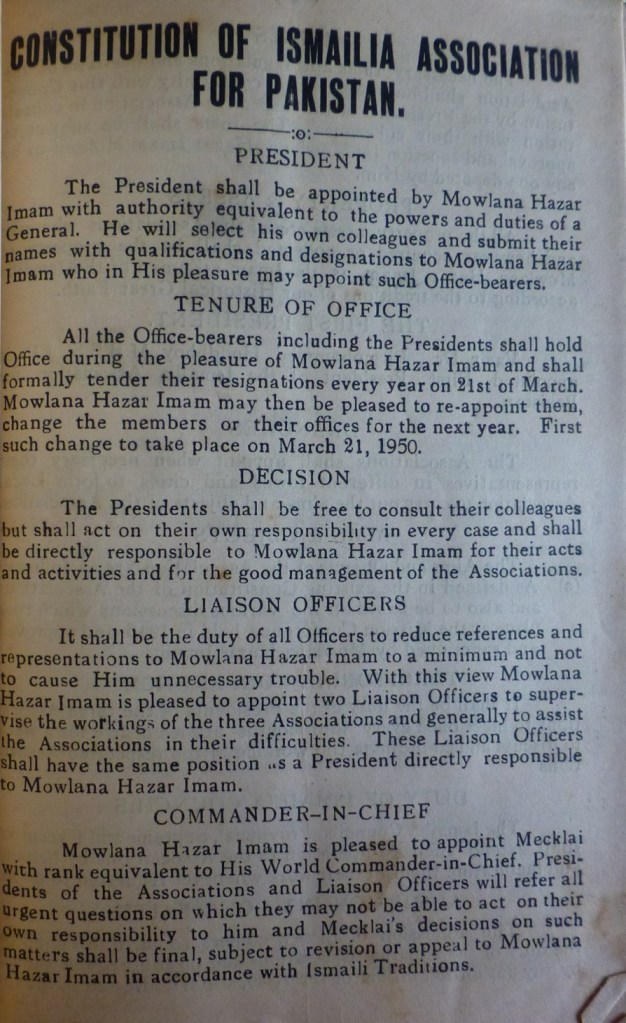 CONSTITUTION OF ISMAILIA ASSOCIATION
FOR PAKISTAN.
:o:
PRESIDENT
The President shall be appointed by Mowlana Hazar
Imam with authority equivalent to the powers and duties of a
General. He will select his own colleagues and submit their
names with qualifications and designations to Mowlana Hazar
Imam who in His pleasure may appoint such Office-bearers.
TENURE OF OFFICE
All the Office-bearers including the Presidents shall hold
Office during the pleasure of Mowlana Hazar Imam and shall
formally tender their resignations every year on 21st of March.
Mowlana Hazar Imam may then be pleased to re-appoint them,
change the members or their offices for the next year. First
such change to take place on March 21, 1950.
DECISION
The Presidents shall be free to consult their colleagues
but shall act on their own responsibility in every case and shall
be directly responsible to Mowlana Hazar Imam for their acts
and activities and for the good management of the Associations.
LIAISON OFFICERS
It shall be the duty of all Officers to reduce references and
representations to Mowlana Hazar Imam to a minimum and not
to cause Him unnecessary trouble. With this view Mowlana
Hazar Imam is pleased to appoint two Liaison Officers to super-
vise the workings of the three Associations and generally to assist
the Associations in their difficulties. These Liaison Officers
shall have the same position as a President directly responsible
to Mowlana Hazar Imam.
COMMANDER-IN-CHIEF
Mowlana Hazar Imam is pleased to appoint Mecklai
with rank equivalent to His World Commander-in-Chief. Presi-
dents of the Associations and Liaison Officers will refer all
urgent questions on which they may not be able to act on their
own responsibility to him and Mecklai's decisions on such
matters shall be final, subject to revision or appeal to Mowlana
Hazar Imam in accordance with Ismaili Traditions.